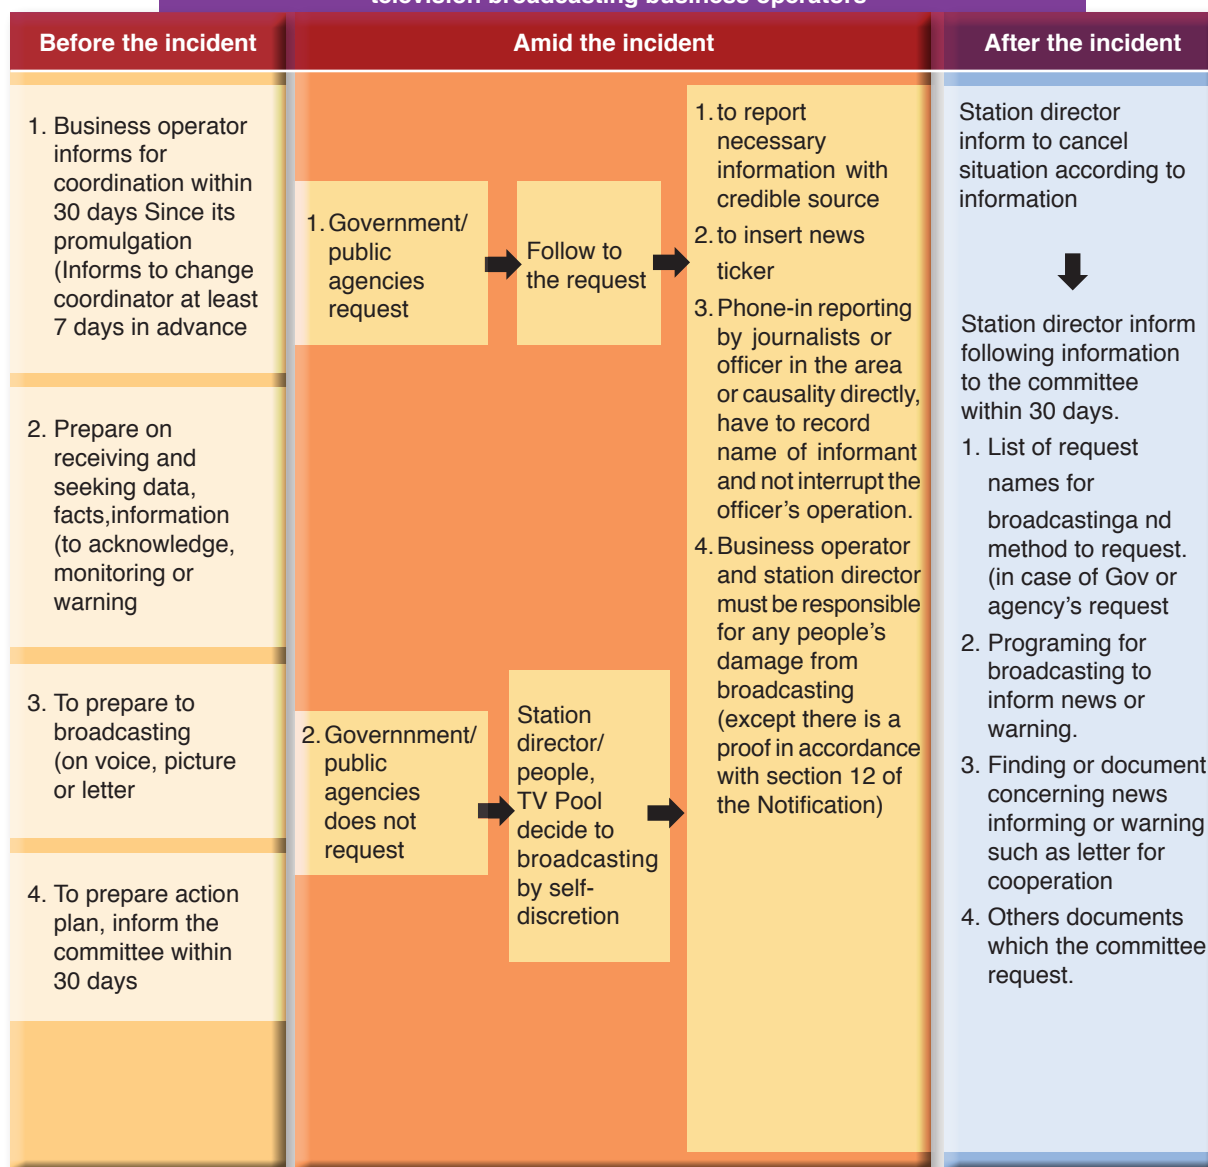 television broadcasting business operators
Before the incident
Amid the incident
After the incident
1. Business operator
informs for
coordination within
30 days Since its
promulgation
(Informs to change
coordinator at least
7 days in advance
2. Prepare on
receiving and
seeking data,
facts,information
(to acknowledge,
monitoring or
warning
3. To prepare to
broadcasting
(on voice, picture
or letter
4. To prepare action
plan, inform the
committee within
30 days
1. Government/
public
agencies
request
Follow to
the request
2. Governnment/
public
agencies
does not
request
Station
director/
people,
TV Pool
decide to
broadcasting
by self-
discretion
1. to report
necessary
information with
credible source
2. to insert news
ticker
3. Phone-in reporting
by journalists or
officer in the area
or causality directly,
have to record
name of informant
and not interrupt the
officer's operation.
4. Business operator
and station director
must be responsible
for any people's
damage from
broadcasting
(except there is a
proof in accordance
with section 12 of
the Notification)
Station director
inform to cancel
situation according to
information
Station director inform
following information
to the committee
within 30 days.
1. List of request
names for
broadcastinga nd
method to request.
(in case of Gov or
agency's request
2. Programing for
broadcasting to
inform news or
warning.
3. Finding or document
concerning news
informing or warning
such as letter for
cooperation
4. Others documents
which the committee
request.